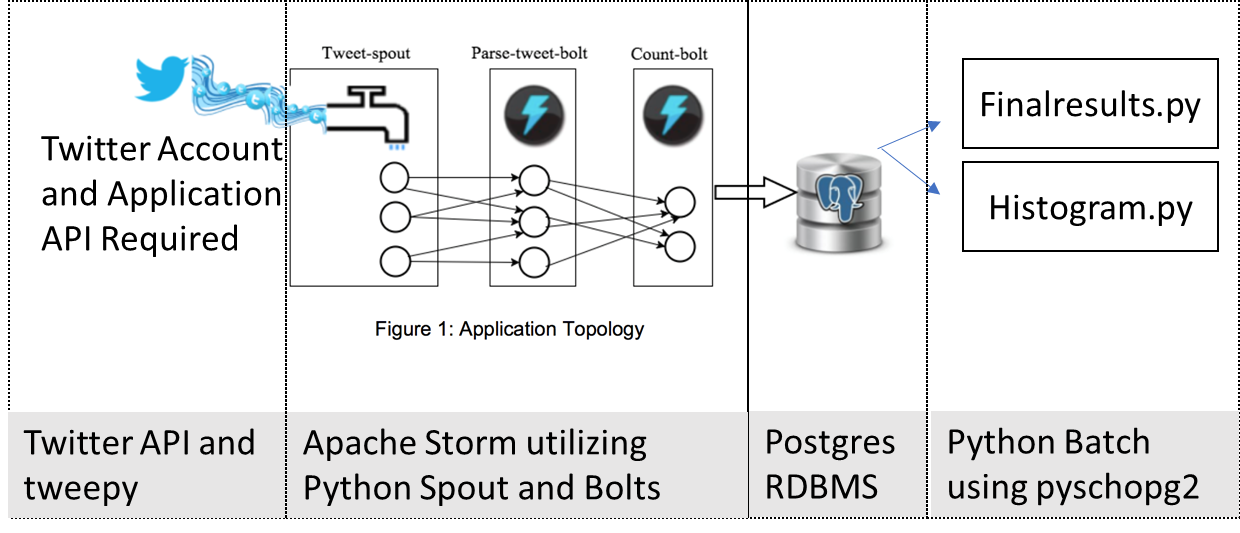 Tweet-spout
Parse-tweet-bolt
Count-bolt
Twitter Account
and Application
API Required
Finalresults.py
Histogram.py
Figure 1: Application Topology
Twitter API and
tweepy
Apache Storm utilizing
Python Spout and Bolts
Postgres
RDBMS
Python Batch
using pyschopg2